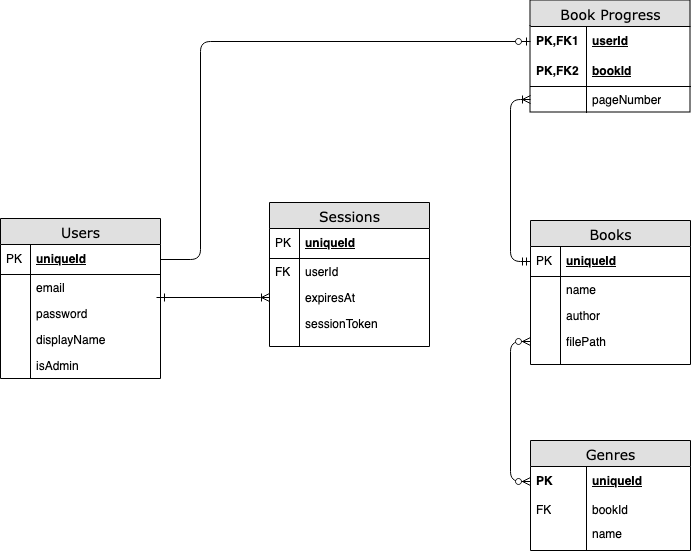 Book Progress
PK,FK1 userId
PK,FK2 bookId
pageNumber
Users
PK uniqueId
email
password
displayName
isAdmin
Sessions
PK uniqueId
FK userId
expiresAt
sessionToken
Books
PK uniqueId
name
author
filePath
Genres
PK uniqueId
FK bookId
name